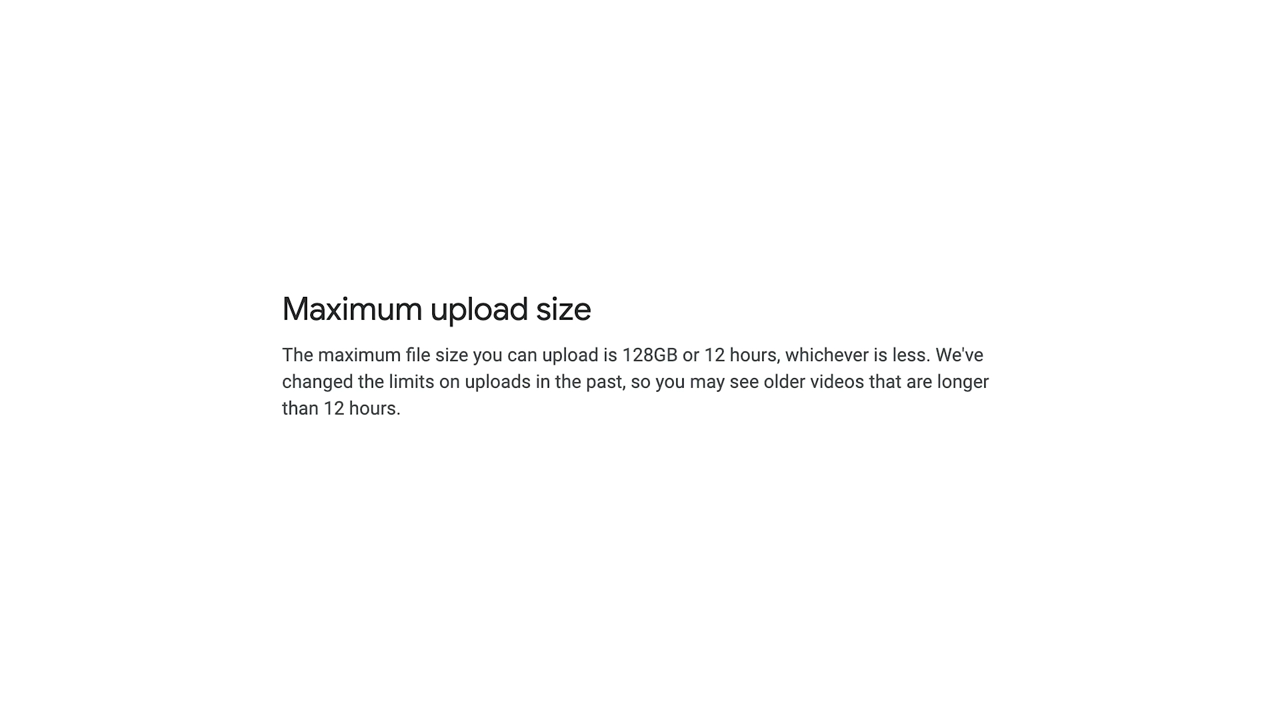 Maximum upload size
The maximum file size you can upload is 128GB or 12 hours, whichever is less. We've
changed the limits on uploads in the past, so you may see older videos that are longer
than 12 hours.